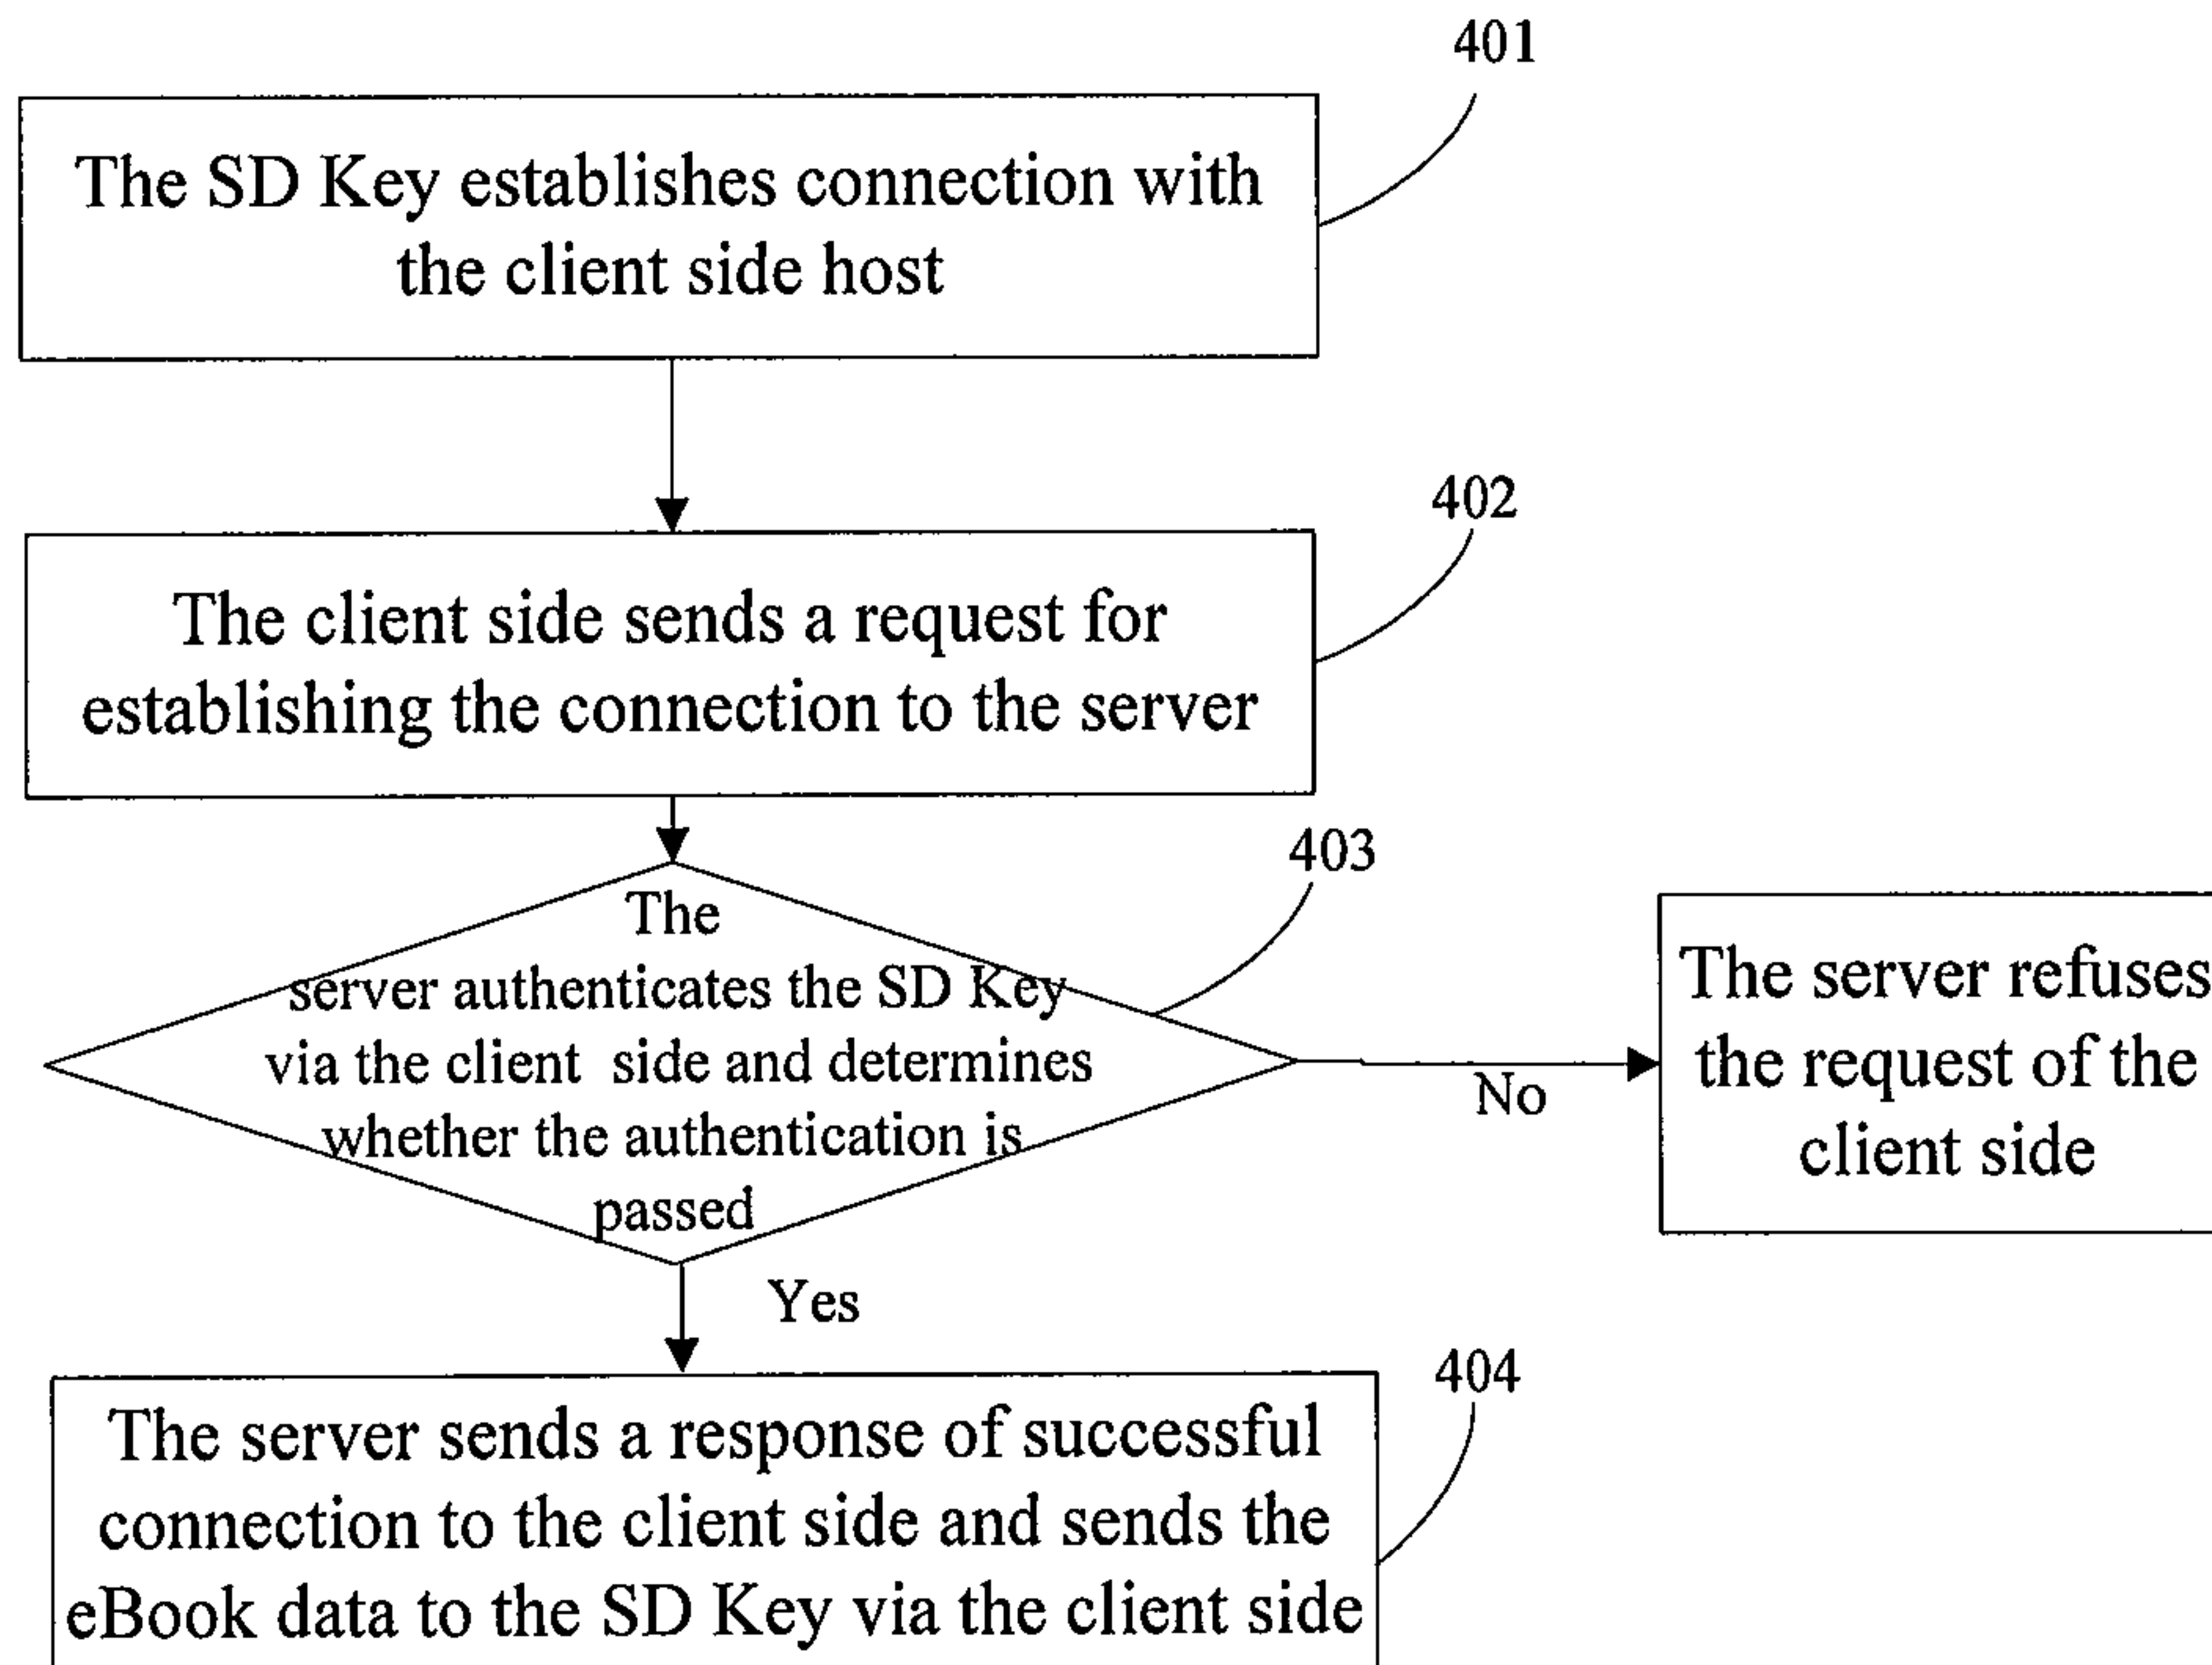 401
The SD Key establishes connection with
the client side host
402
The client side sends a request for
establishing the connection to the server
403
The
server authenticates the SD Key
via the client side and determines
whether the authentication is
passed
No
The server refuses
the request of the
client side
Yes
404
The server sends a response of successful
connection to the client side and sends the
eBook data to the SD Key via the client side